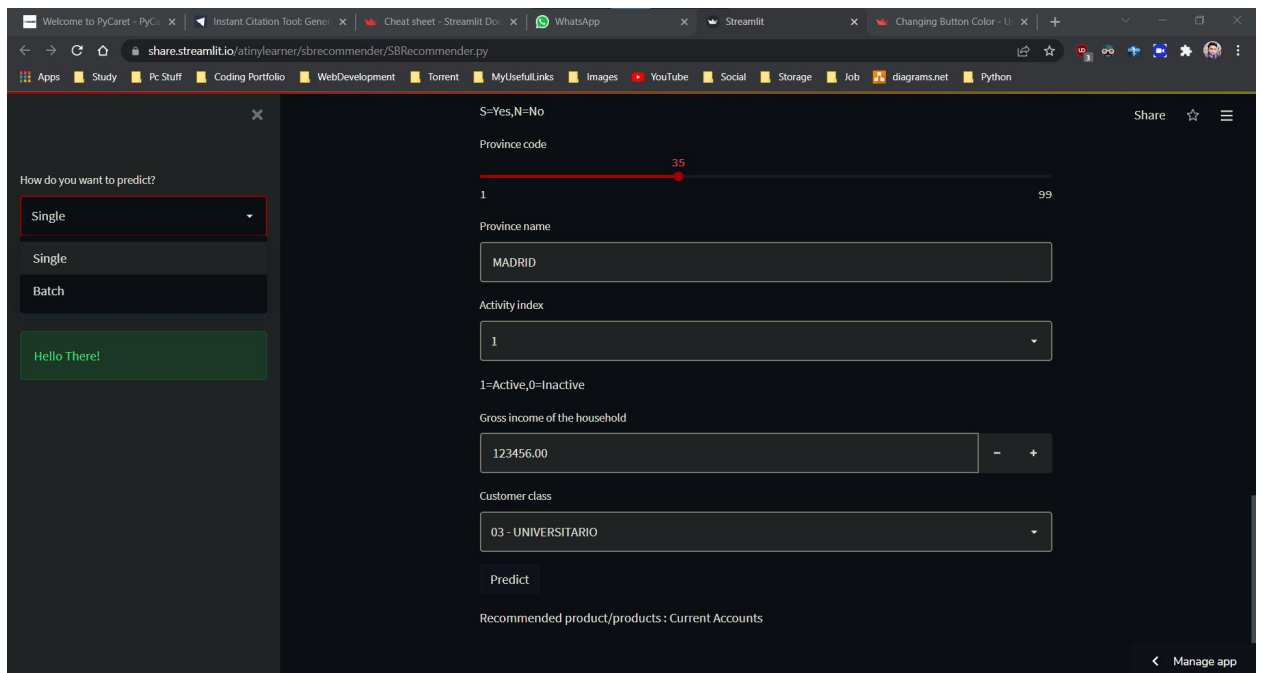 Welcome to PyCaret - PyCa
Instant Citation Tool: Gene
Cheat sheet - Streamlit Doc
WhatsApp
Streamlit
Changing Button Color - U
share.streamlit.io/atinylearner/sbrecommender/SBRecommender.py
3
Apps Study Pc Stuff Coding Portfolio WebDevelopment Torrent MyUsefulLinks Images YouTube Social Storage Job diagrams.net Python
Share
How do you want to predict?
Single
Single
Batch
Hello There!
S=Yes,N=No
Province code
35
1 99
Province name
MADRID
Activity index
1
1=Active,0=Inactive
Gross income of the household
123456.00 - +
Customer class
03 - UNIVERSITARIO
Predict
Recommended product/products : Current Accounts
Manage app